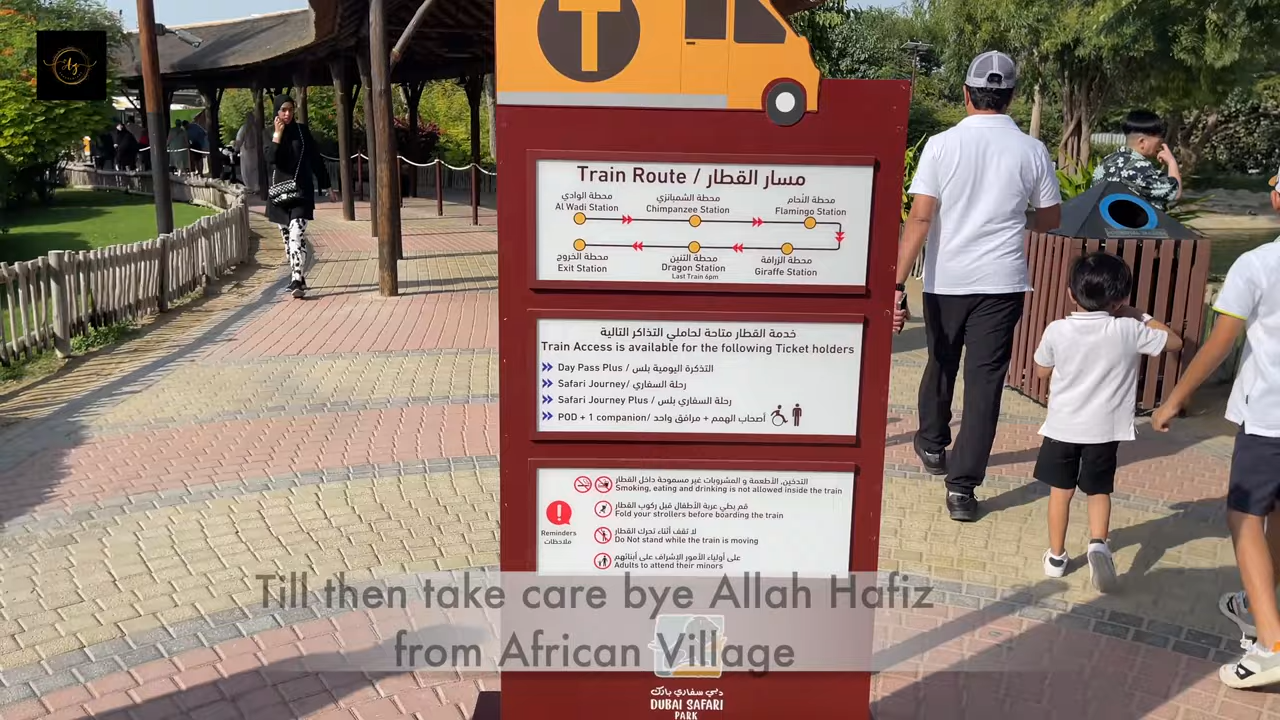 T
Train Route / مسار القطار
محطة الوادي
Al Wadi Station
محطة الشمبانزي
Chimpanzee Station
محطة النحام
Flamingo Station
محطة الخروج
Exit Station
محطة التنين
Dragon Station
Last Train 6pm
محطة الزرافة
Giraffe Station
خدمة القطار متاحة لحاملي التذاكر التالية
Train Access is available for the following Ticket holders
Day Pass Plus / التذكرة اليومية بلس
Safari Journey/ رحلة السفاري
Safari Journey Plus / رحلة السفاري بلس
POD + 1 companion/ أصحاب الهمم + مرافق واحد
Reminders
ملاحظات
التدخين, الأطعمة و المشروبات غير مسموحة داخل القطار
Smoking, eating and drinking is not allowed inside the train
قم بطي عربة الأطفال قبل ركوب القطار
Fold your strollers before boarding the train
لا تقف أثناء تحرك القطار
Do Not stand while the train is moving
على أولياء الأمور الإشراف على أبنائهم
Adults to attend their minors
Till then take care bye Allah Hafiz
from African Village
دبي سفاري بارك
DUBAI SAFARI
PARK